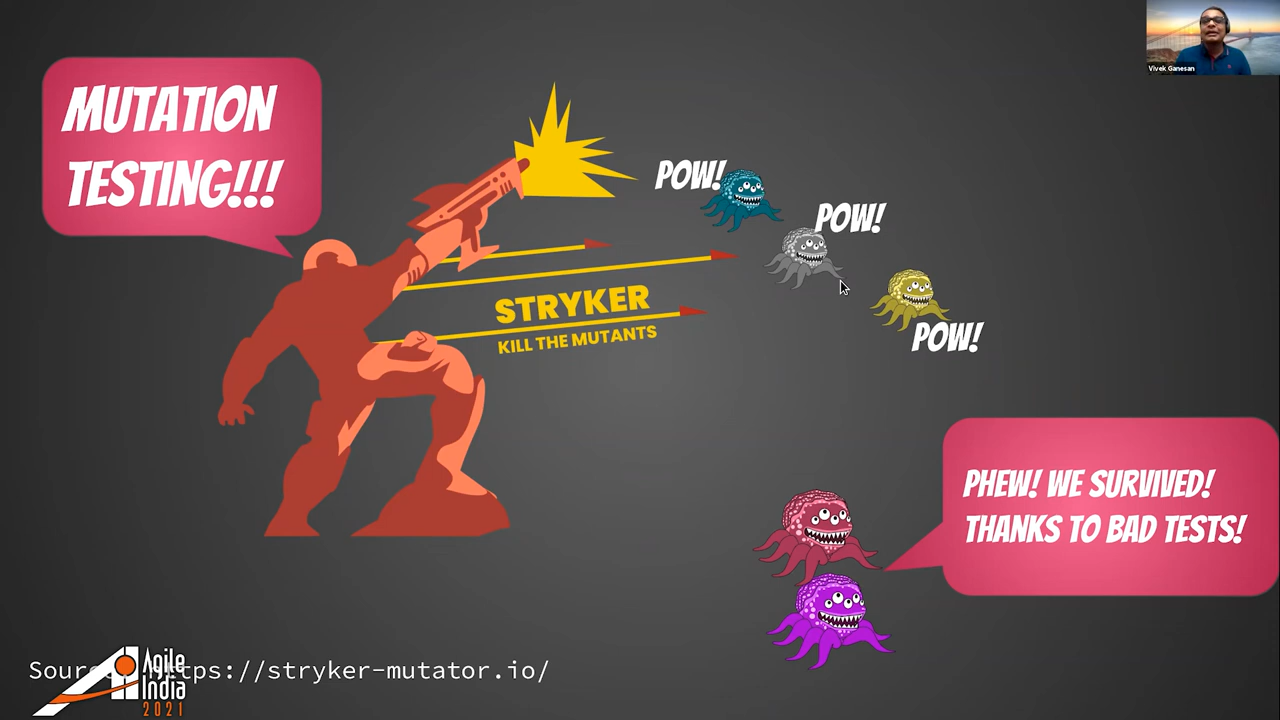 Vivek Ganesan
MUTATION
TESTING!!!
POW!
POW!
STRYKER
KILL THE MUTANTS
POW!
PHEW! WE SURVIVED!
THANKS TO BAD TESTS!
https://stryker-mutator.io/
Agile
India
2021